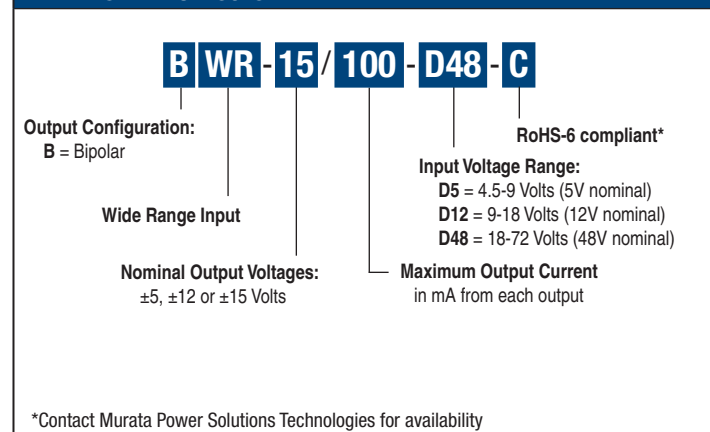 B WR - 15 / 100 - D48 - C
Output Configuration:
B = Bipolar
Wide Range Input
Nominal Output Voltages:
±5, ±12 or ±15 Volts
Maximum Output Current
in mA from each output
Input Voltage Range:
D5 = 4.5-9 Volts (5V nominal)
D12 = 9-18 Volts (12V nominal)
D48 = 18-72 Volts (48V nominal)
RoHS-6 compliant*
*Contact Murata Power Solutions Technologies for availability